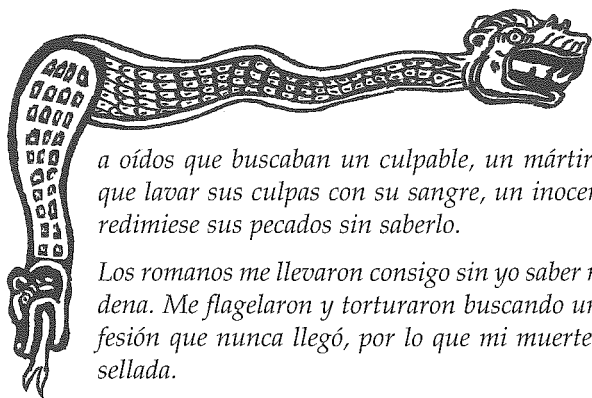 a oídos que buscaban un culpable, un mártir
que lavar sus culpas con su sangre, un inocen
redimiese sus pecados sin saberlo.
Los romanos me llevaron consigo sin yo saber
dena. Me flagelaron y torturaron buscando un
fesión que nunca llegó, por lo que mi muerte
sellada.